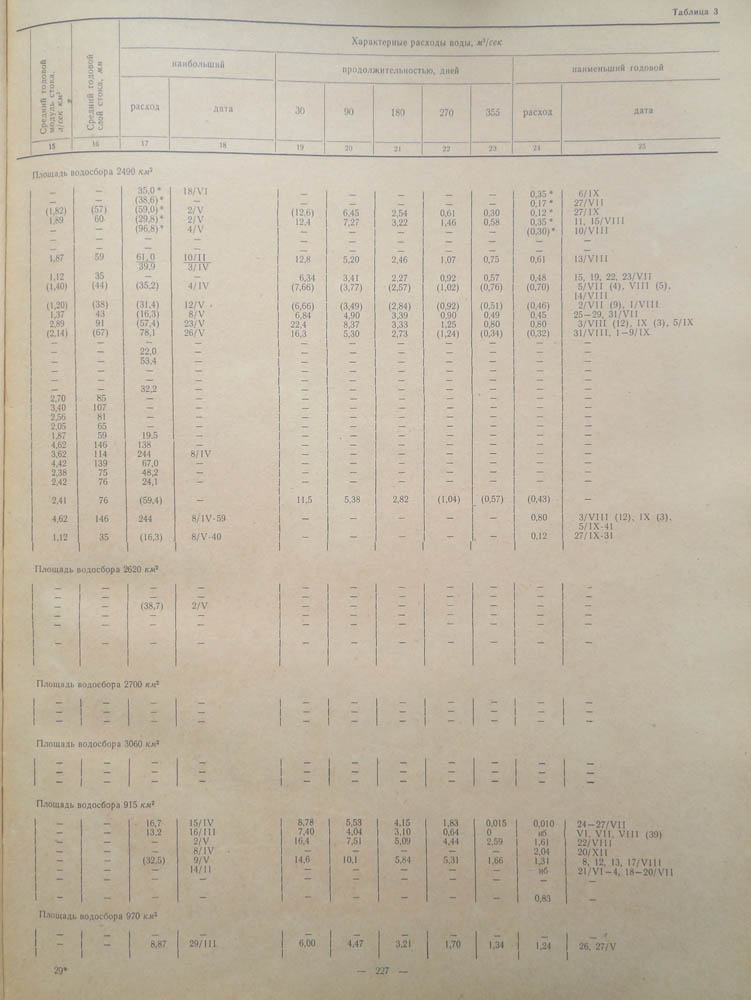 Таблица 3
Средний годовой модуль стока, л/сек км²
Средний годовой слой стока, мм
Характерные расходы воды, м³/сек
наибольший
продолжительностью, дней
наименьший годовой
расход дата 30 90 180 270 355 расход дата
15 16 17 18 19 20 21 22 23 24 25
Площадь водосбора 2490 км²
— — 35,0* 18/VI — — — — — 0,35* 6/IX
— — (38,6)* — — — — — — 0,17* 27/VII
(1,82) (57) (59,0)* 2/V (12,6) 6,45 2,54 0,61 0,30 0,12* 27/IX
1,89 60 (29,8)* 2/V 12,4 7,27 3,22 1,46 0,58 0,35* 11, 15/VIII
— — (96,8)* 4/V — — — — — (0,30)* 10/VIII
— — — — — — — — — — —
— — — — — — — — — — —
1,87 59 61,0 10/II 12,8 5,20 2,46 1,07 0,75 0,61 13/VIII
39,9 3/IV
1,12 35 — — 6,34 3,41 2,27 0,92 0,57 0,48 15, 19, 22, 23/VII
(1,40) (44) (35,2) 4/IV (7,66) (3,77) (2,57) (1,02) (0,76) (0,70) 5/VII (4), VIII (5),
14/VIII
(1,20) (38) (31,4) 12/V (6,66) (3,49) (2,84) (0,92) (0,51) (0,46) 2/VII (9), 1/VIII
1,37 43 (16,3) 8/V 6,84 4,90 3,39 0,90 0,49 0,45 25—29, 31/VII
2,89 91 (57,4) 23/V 22,4 8,37 3,33 1,25 0,80 0,80 3/VIII (12), IX (3), 5/IX
(2,14) (67) 78,1 26/V 16,3 5,30 2,73 (1,24) (0,34) (0,32) 31/VIII, 1—9/IX
— — — — — — — — — — —
— — 22,0 — — — — — — — —
— — 53,4 — — — — — — — —
— — — — — — — — — — —
— — — — — — — — — — —
— — 32,2 — — — — — — — —
2,70 85 — — — — — — — — —
3,40 107 — — — — — — — — —
2,56 81 — — — — — — — — —
2,05 65 — — — — — — — — —
1,87 59 19,5 — — — — — — — —
4,62 146 138 — — — — — — — —
3,62 114 244 8/IV — — — — — — —
4,42 139 67,0 — — — — — — — —
2,38 75 48,2 — — — — — — — —
2,42 76 24,1 — — — — — — — —
2,41 76 (59,4) — 11,5 5,38 2,82 (1,04) (0,57) (0,43) —
4,62 146 244 8/IV-59 — — — — — 0,80 3/VIII (12), IX (3),
5/IX-41
1,12 35 (16,3) 8/V-40 — — — — — 0,12 27/IX-31
Площадь водосбора 2620 км²
— — — — — — — — — — —
— — — — — — — — — — —
— — (38,7) 2/V — — — — — — —
— — — — — — — — — — —
— — — — — — — — — — —
— — — — — — — — — — —
Площадь водосбора 2700 км²
— — — — — — — — — — —
— — — — — — — — — — —
— — — — — — — — — — —
Площадь водосбора 3060 км²
— — — — — — — — — — —
— — — — — — — — — — —
— — — — — — — — — — —
Площадь водосбора 915 км²
— — 16,7 15/IV 8,78 5,53 4,15 1,83 0,015 0,010 24—27/VII
— — 13,2 16/III 7,40 4,04 3,10 0,64 0 нб VI, VII, VIII (39)
— — — 2/V 16,4 7,51 5,09 4,44 2,59 1,61 22/VIII
— — — 8/IV — — — — — 2,04 20/XII
— — (32,5) 9/V 14,6 10,1 5,84 5,31 1,66 1,31 8, 12, 13, 17/VIII
— — — 14/II — — — — — нб 21/VI—4, 18—20/VII
— — — — — — — — — — —
— — — — — — — — — 0,83 —
Площадь водосбора 970 км²
— — — — — — — — — — —
— — 8,87 29/III 6,00 4,47 3,21 1,70 1,34 1,24 26, 27/V
29*
— 227 —